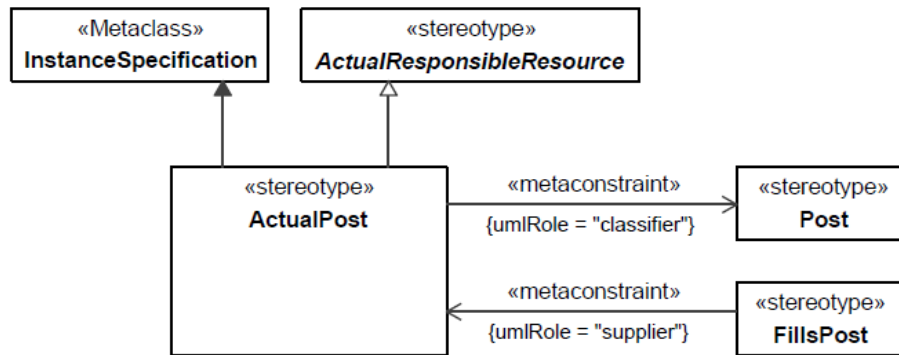 «Metaclass»
InstanceSpecification
«stereotype»
ActualResponsibleResource
«stereotype»
ActualPost
«metaconstraint»
{umlRole = "classifier"}
«stereotype»
Post
«metaconstraint»
{umlRole = "supplier"}
«stereotype»
FillsPost